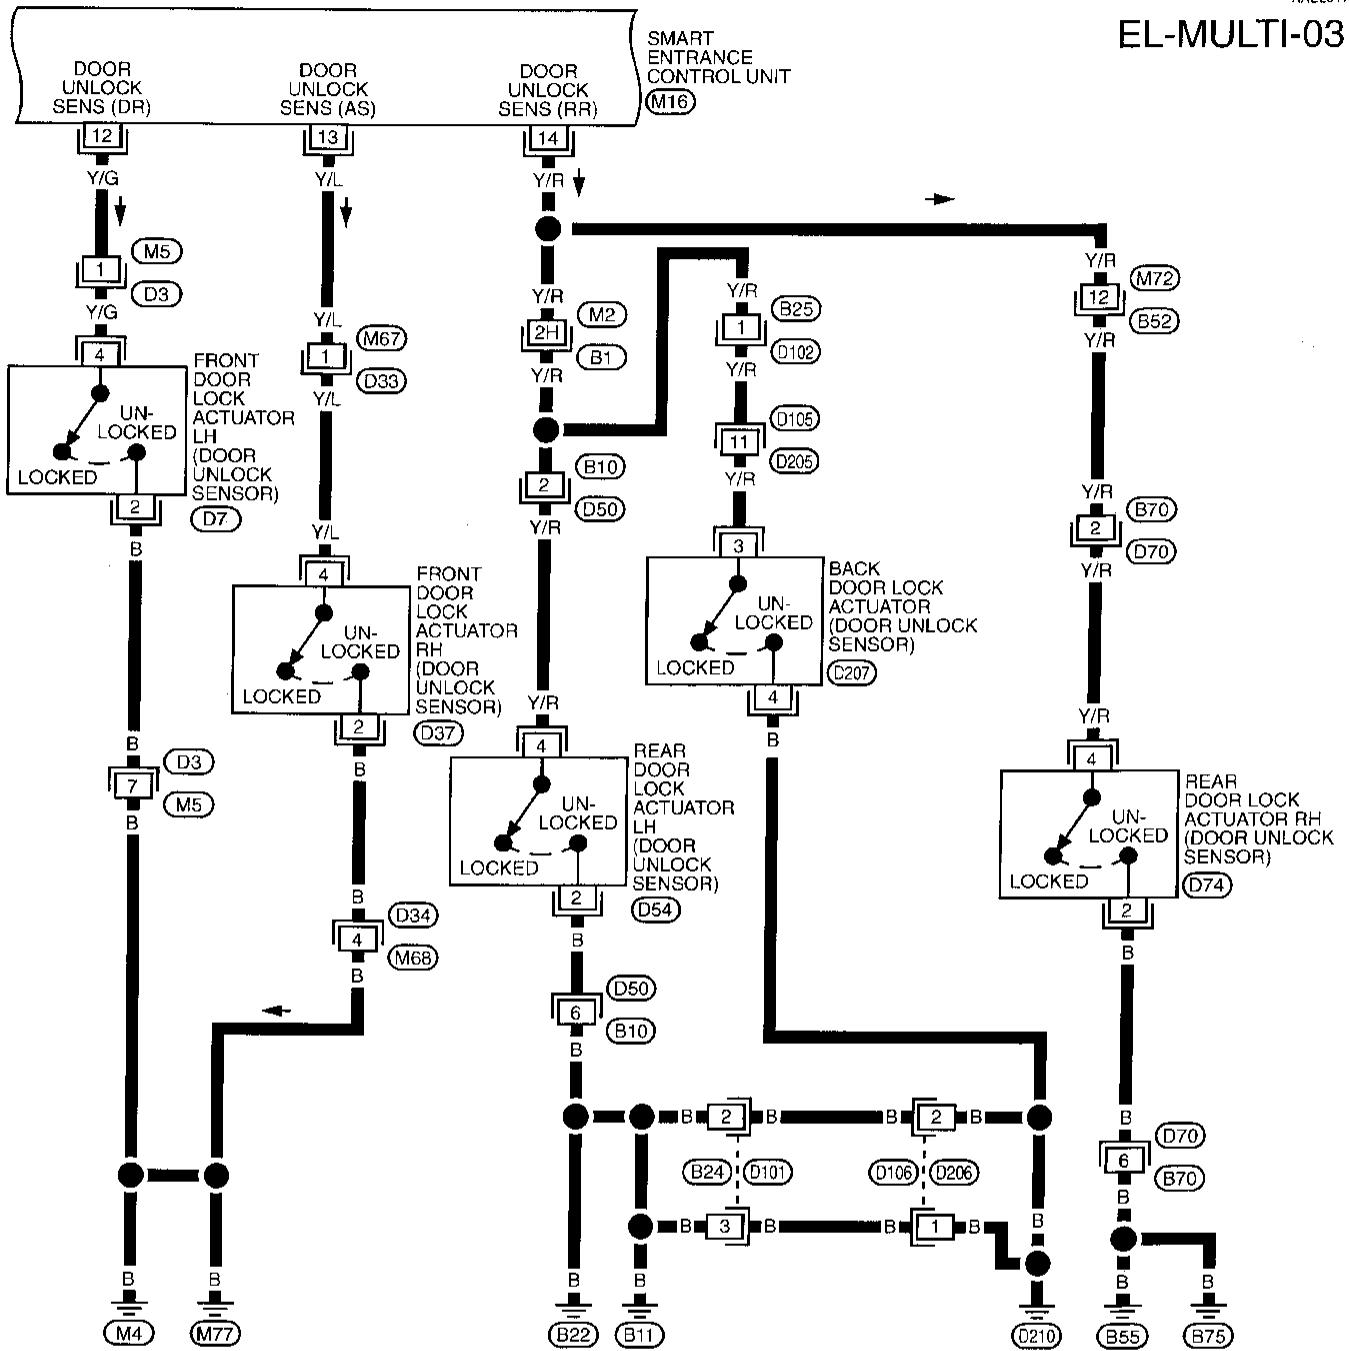 EL-MULTI-03
SMART
ENTRANCE
CONTROL UNIT
M16
DOOR
UNLOCK
SENS (DR)
DOOR
UNLOCK
SENS (AS)
DOOR
UNLOCK
SENS (RR)
12
13
14
Y/G
Y/L
Y/R
M5
1
D3
Y/G
4
FRONT
DOOR
LOCK
ACTUATOR
LH
(DOOR
UNLOCK
SENSOR)
D7
UN-
LOCKED
LOCKED
2
B
B
D3
7
M5
B
Y/L
M67
1
D33
Y/L
Y/L
4
FRONT
DOOR
LOCK
ACTUATOR
RH
(DOOR
UNLOCK
SENSOR)
D37
UN-
LOCKED
LOCKED
2
B
B
D34
4
M68
B
B
B
M4
M77
Y/R
M2
2H
B1
Y/R
B10
2
D50
Y/R
Y/R
4
REAR
DOOR
LOCK
ACTUATOR
LH
(DOOR
UNLOCK
SENSOR)
D54
UN-
LOCKED
LOCKED
2
B
D50
6
B10
B
Y/R
B25
1
D102
Y/R
D105
11
D205
Y/R
3
BACK
DOOR LOCK
ACTUATOR
(DOOR UNLOCK
SENSOR)
D207
UN-
LOCKED
LOCKED
4
B
Y/R
M72
12
B52
Y/R
Y/R
B70
2
D70
Y/R
Y/R
4
REAR
DOOR LOCK
ACTUATOR RH
(DOOR UNLOCK
SENSOR)
D74
UN-
LOCKED
LOCKED
2
B
B
D70
6
B70
B
B 2 B B 2 B
B24 D101 D106 D206
B 3 B B 1 B
B
B B B B
B22 B11 D210 B55 B75